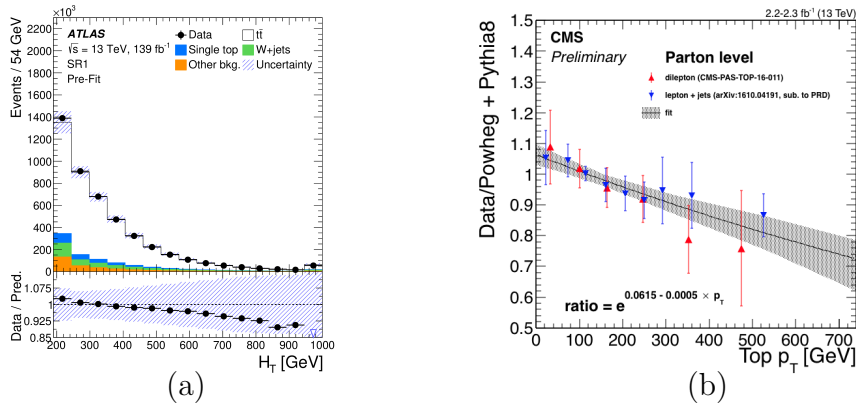 ×10³
Events / 54 GeV
2200
2000
1800
1600
1400
1200
1000
800
600
400
200
0
ATLAS
√s = 13 TeV, 139 fb⁻¹
SR1
Pre-Fit
Data
tt̄
Single top
W+jets
Other bkg.
Uncertainty
Data / Pred.
1.075
1
0.925
0.85
200 300 400 500 600 700 800 900 1000
H_T [GeV]
(a)
2.2-2.3 fb⁻¹ (13 TeV)
Data/Powheg + Pythia8
1.5
1.4
1.3
1.2
1.1
1
0.9
0.8
0.7
0.6
0.5
CMS
Preliminary
Parton level
dilepton (CMS-PAS-TOP-16-011)
lepton + jets (arXiv:1610.04191, sub. to PRD)
fit
ratio = e^0.0615 - 0.0005 × p_T
0 100 200 300 400 500 600 700
Top p_T [GeV]
(b)